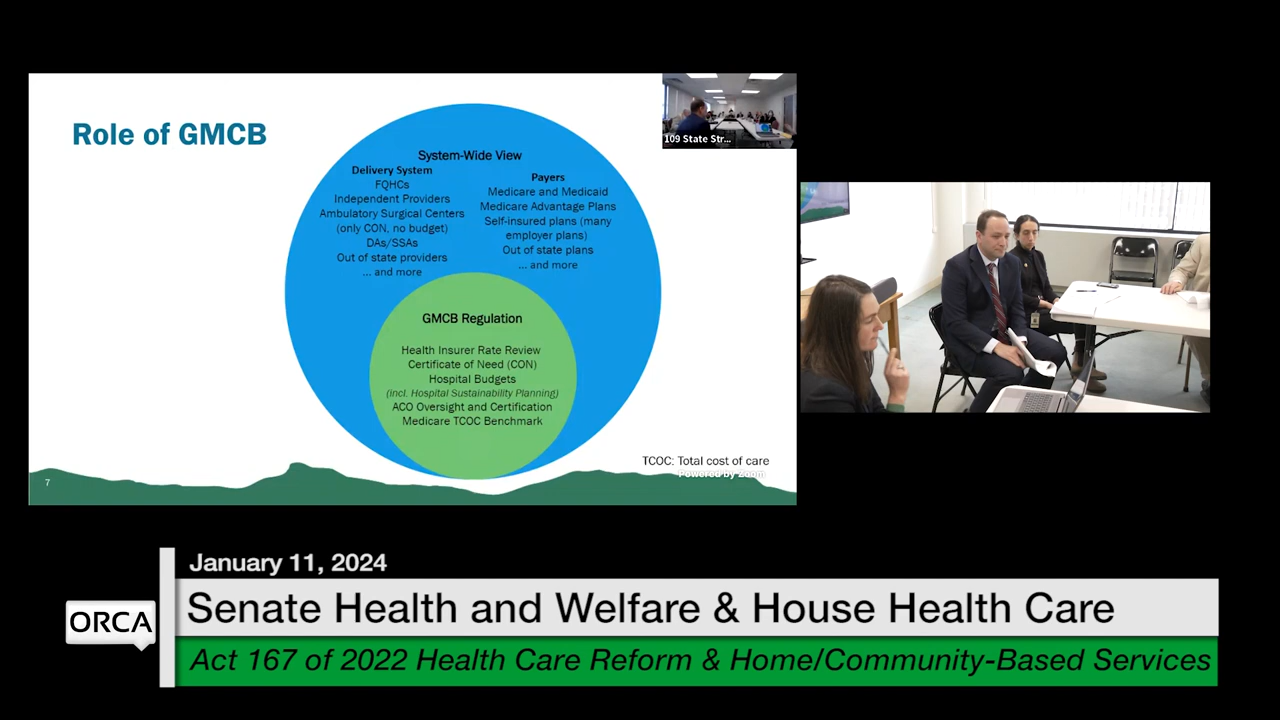 Role of GMCB
109 State Str...
System-Wide View
Delivery System
FQHCs
Independent Providers
Ambulatory Surgical Centers
(only CON, no budget)
DAs/SSAs
Out of state providers
... and more
Payers
Medicare and Medicaid
Medicare Advantage Plans
Self-insured plans (many
employer plans)
Out of state plans
... and more
GMCB Regulation
Health Insurer Rate Review
Certificate of Need (CON)
Hospital Budgets
(incl. Hospital Sustainability Planning)
ACO Oversight and Certification
Medicare TCOC Benchmark
TCOC: Total cost of care
Powered by Zoom
7
January 11, 2024
ORCA
Senate Health and Welfare & House Health Care
Act 167 of 2022 Health Care Reform & Home/Community-Based Services